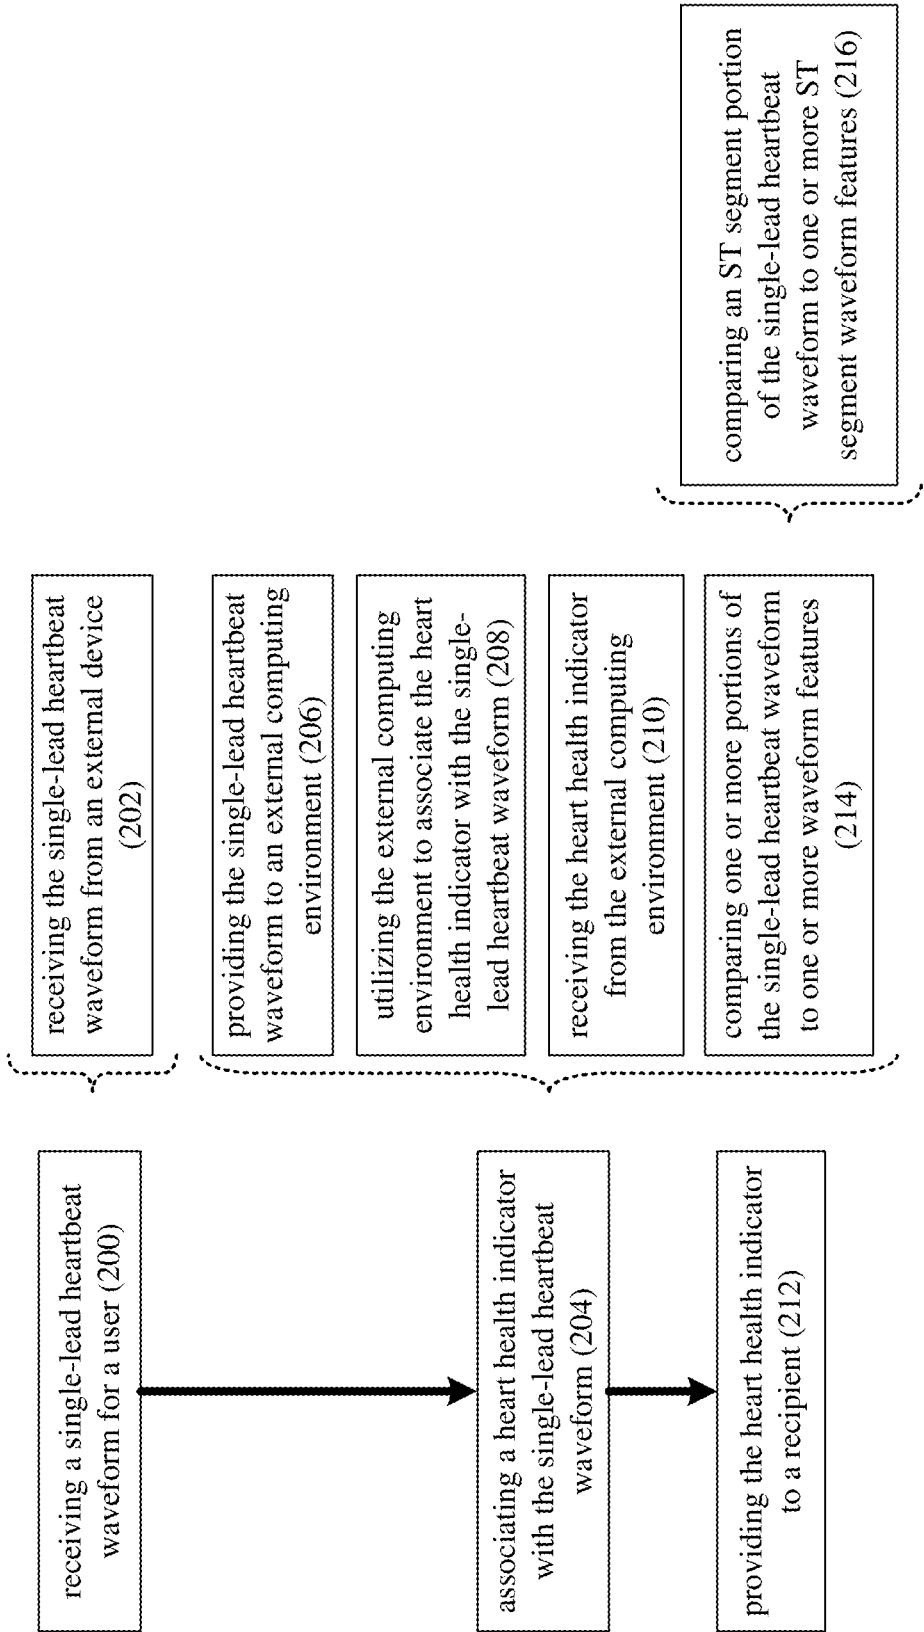 receiving a single-lead heartbeat
waveform for a user (200)
receiving the single-lead heartbeat
waveform from an external device
(202)
associating a heart health indicator
with the single-lead heartbeat
waveform (204)
providing the single-lead heartbeat
waveform to an external computing
environment (206)
utilizing the external computing
environment to associate the heart
health indicator with the single-
lead heartbeat waveform (208)
receiving the heart health indicator
from the external computing
environment (210)
comparing one or more portions of
the single-lead heartbeat waveform
to one or more waveform features
(214)
comparing an ST segment portion
of the single-lead heartbeat
waveform to one or more ST
segment waveform features (216)
providing the heart health indicator
to a recipient (212)